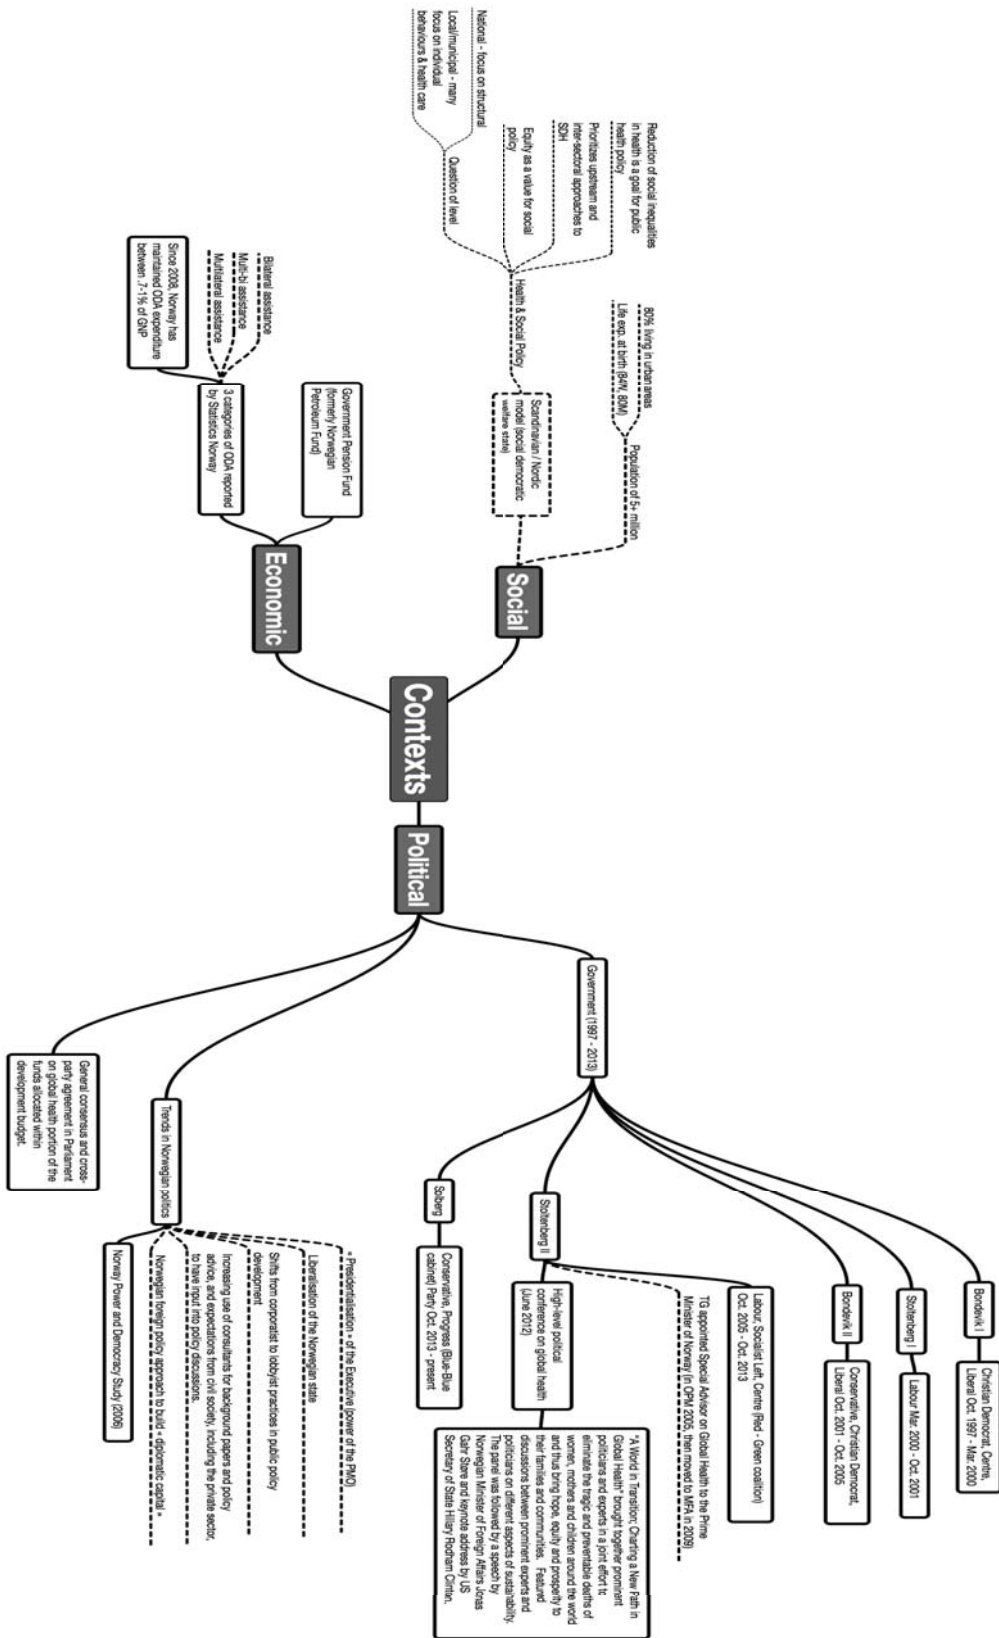 Contexts
Social
Population of 5+ million
80% living in urban areas
Life exp. at birth (84W, 80M)
Scandinavian / Nordic
model (social democratic
welfare state)
Health & Social Policy
Reduction of social inequalities
in health is a goal for public
health policy
Prioritizes upstream and
inter-sectoral approaches to
SDH
Equity as a value for social
policy
Question of level
National - focus on structural
Local/municipal - many
focus on individual
behaviours & health care
Economic
Government Pension Fund
(formerly Norwegian
Petroleum Fund)
3 categories of ODA reported
by Statistics Norway
Bilateral assistance
Multi-bi assistance
Multilateral assistance
Since 2008, Norway has
maintained ODA expenditure
between .7-1% of GNP
Political
Government (1997 - 2013)
Bondevik I
Christian Democrat, Centre,
Liberal Oct. 1997 - Mar. 2000
Stoltenberg I
Labour Mar. 2000 - Oct. 2001
Bondevik II
Conservative, Christian Democrat,
Liberal Oct. 2001 - Oct. 2005
Stoltenberg II
Labour, Socialist Left, Centre (Red - Green coalition)
Oct. 2005 - Oct. 2013
TG appointed Special Advisor on Global Health to the Prime
Minister of Norway (in OPM 2005, then moved to MFA in 2009)
High-level political
conference on global health
(June 2012)
"A World in Transition; Charting a New Path in
Global Health" brought together prominent
politicians and experts in a joint effort to
eliminate the tragic and preventable deaths of
women, mothers and children around the world
and thus bring hope, equity and prosperity to
their families and communities. Featured
discussions between prominent experts and
politicians on different aspects of sustainability.
The panel was followed by a speech by
Norwegian Minister of Foreign Affairs Jonas
Gahr Støre and keynote address by US
Secretary of State Hillary Rodham Clinton.
Solberg
Conservative, Progress (Blue-Blue
cabinet) Party Oct. 2013 - present
Trends in Norwegian politics
« Presidentialisation » of the Executive (power of the PMO)
Liberalisation of the Norwegian state
Shifts from corporatist to lobbyist practices in public policy
development
Increasing use of consultants for background papers and policy
advice, and expectations from civil society, including the private sector,
to have input into policy discussions.
Norwegian foreign policy approach to build « diplomatic capital »
Norway Power and Democracy Study (2006)
General consensus and cross-
party agreement in Parliament
on global health portion of the
funds allocated within
development budget.